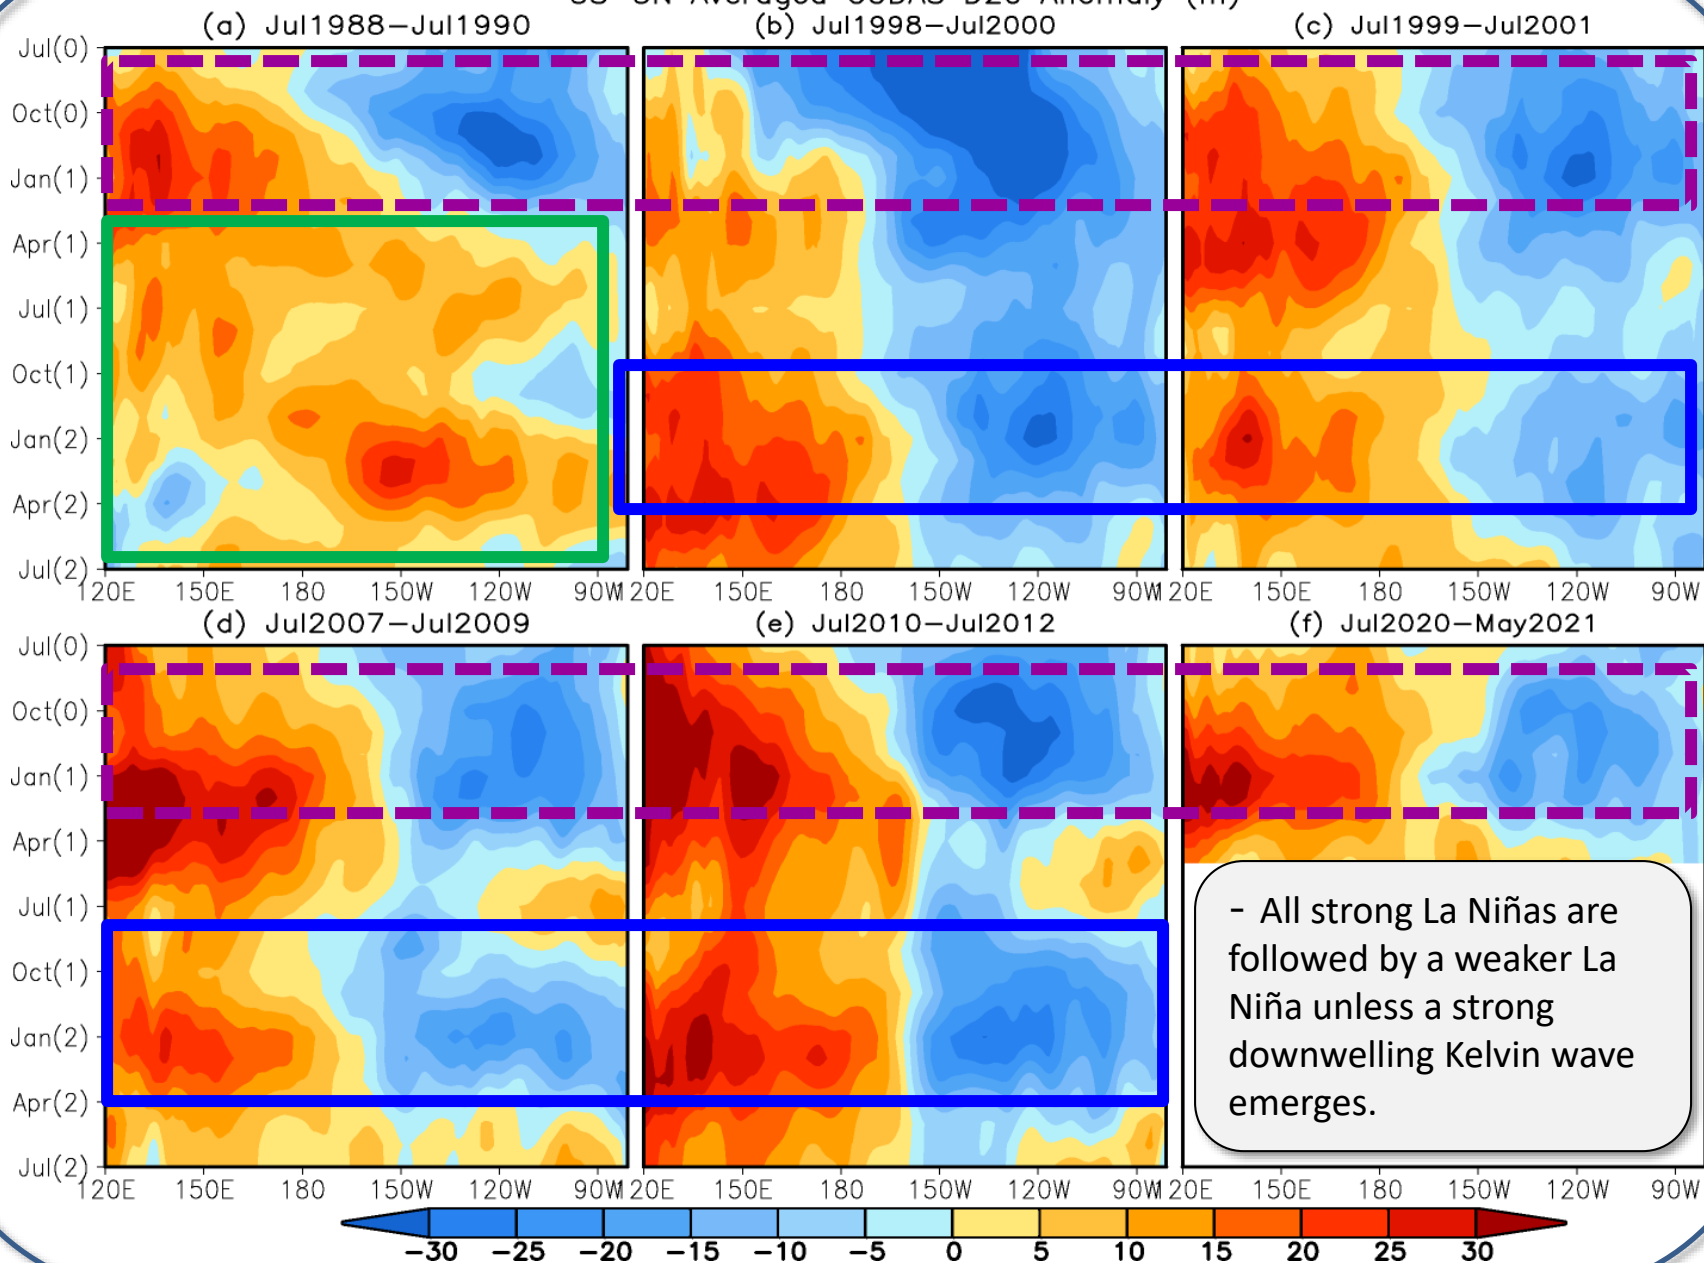 Averaged
Anomaly
(a) Jul1988−Jul1990
(b) Jul1998−Jul2000
(c) Jul1999−Jul2001
Jul(0)
Oct(0)
Jan(1)
Apr(1)
Jul(1)
Oct(1)
Jan(2)
Apr(2)
Jul(2)
120E 150E 180 150W 120W 90W
120E 150E 180 150W 120W 90W
120E 150E 180 150W 120W 90W
(d) Jul2007−Jul2009
(e) Jul2010−Jul2012
(f) Jul2020−May2021
Jul(0)
Oct(0)
Jan(1)
Apr(1)
Jul(1)
Oct(1)
Jan(2)
Apr(2)
Jul(2)
- All strong La Niñas are
followed by a weaker La
Niña unless a strong
downwelling Kelvin wave
emerges.
120E 150E 180 150W 120W 90W
20E 150E 180 150W 120W 90W
20E 150E 180 150W 120W 90W
−30 −25 −20 −15 −10 −5 0 5 10 15 20 25 30